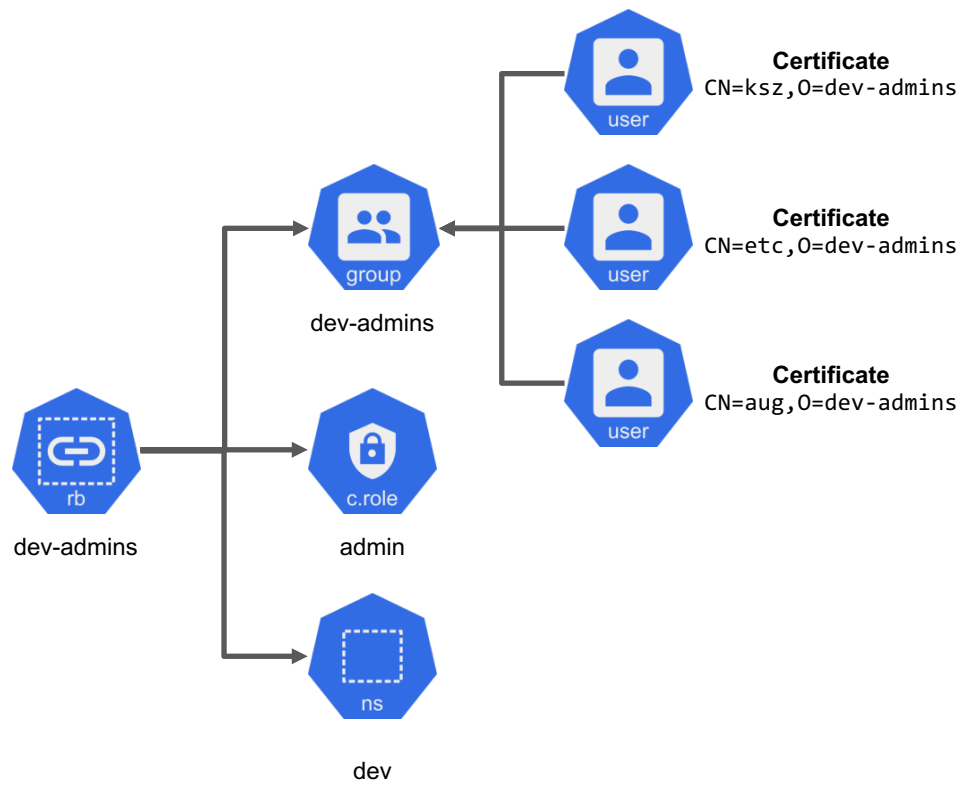 user
Certificate
CN=ksz,O=dev-admins
group
dev-admins
user
Certificate
CN=etc,O=dev-admins
user
Certificate
CN=aug,O=dev-admins
rb
dev-admins
c.role
admin
ns
dev